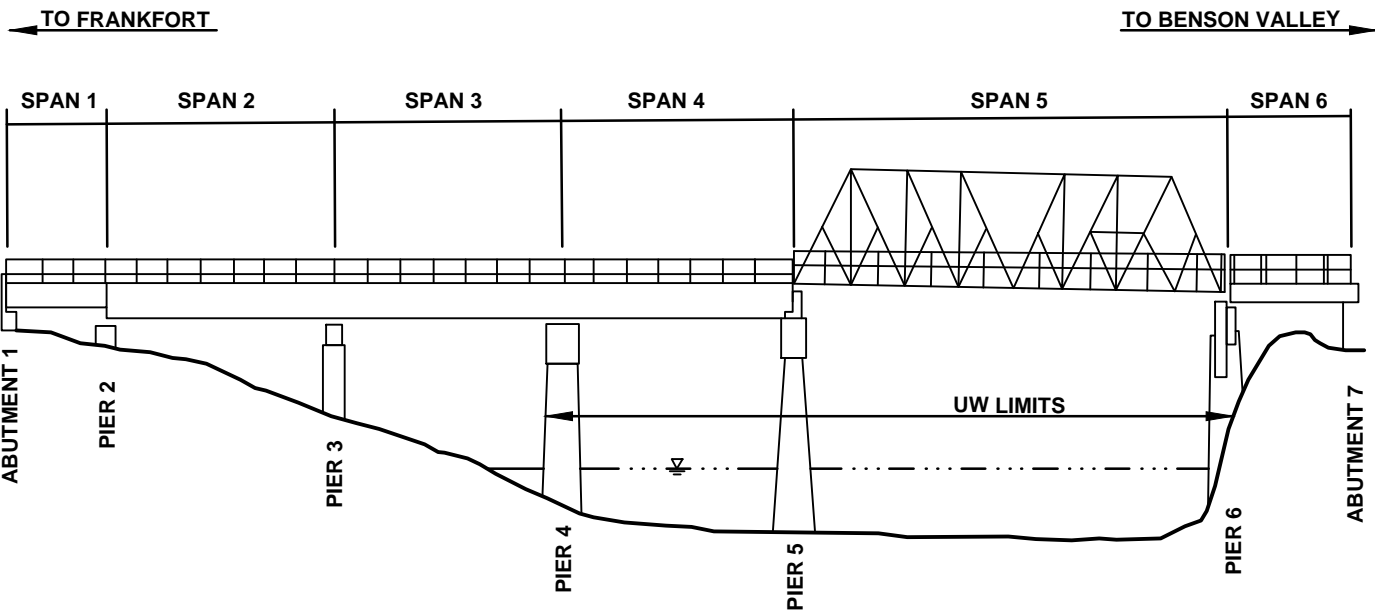 TO FRANKFORT
TO BENSON VALLEY
SPAN 1
SPAN 2
SPAN 3
SPAN 4
SPAN 5
SPAN 6
UW LIMITS
ABUTMENT 1
PIER 2
PIER 3
PIER 4
PIER 5
PIER 6
ABUTMENT 7